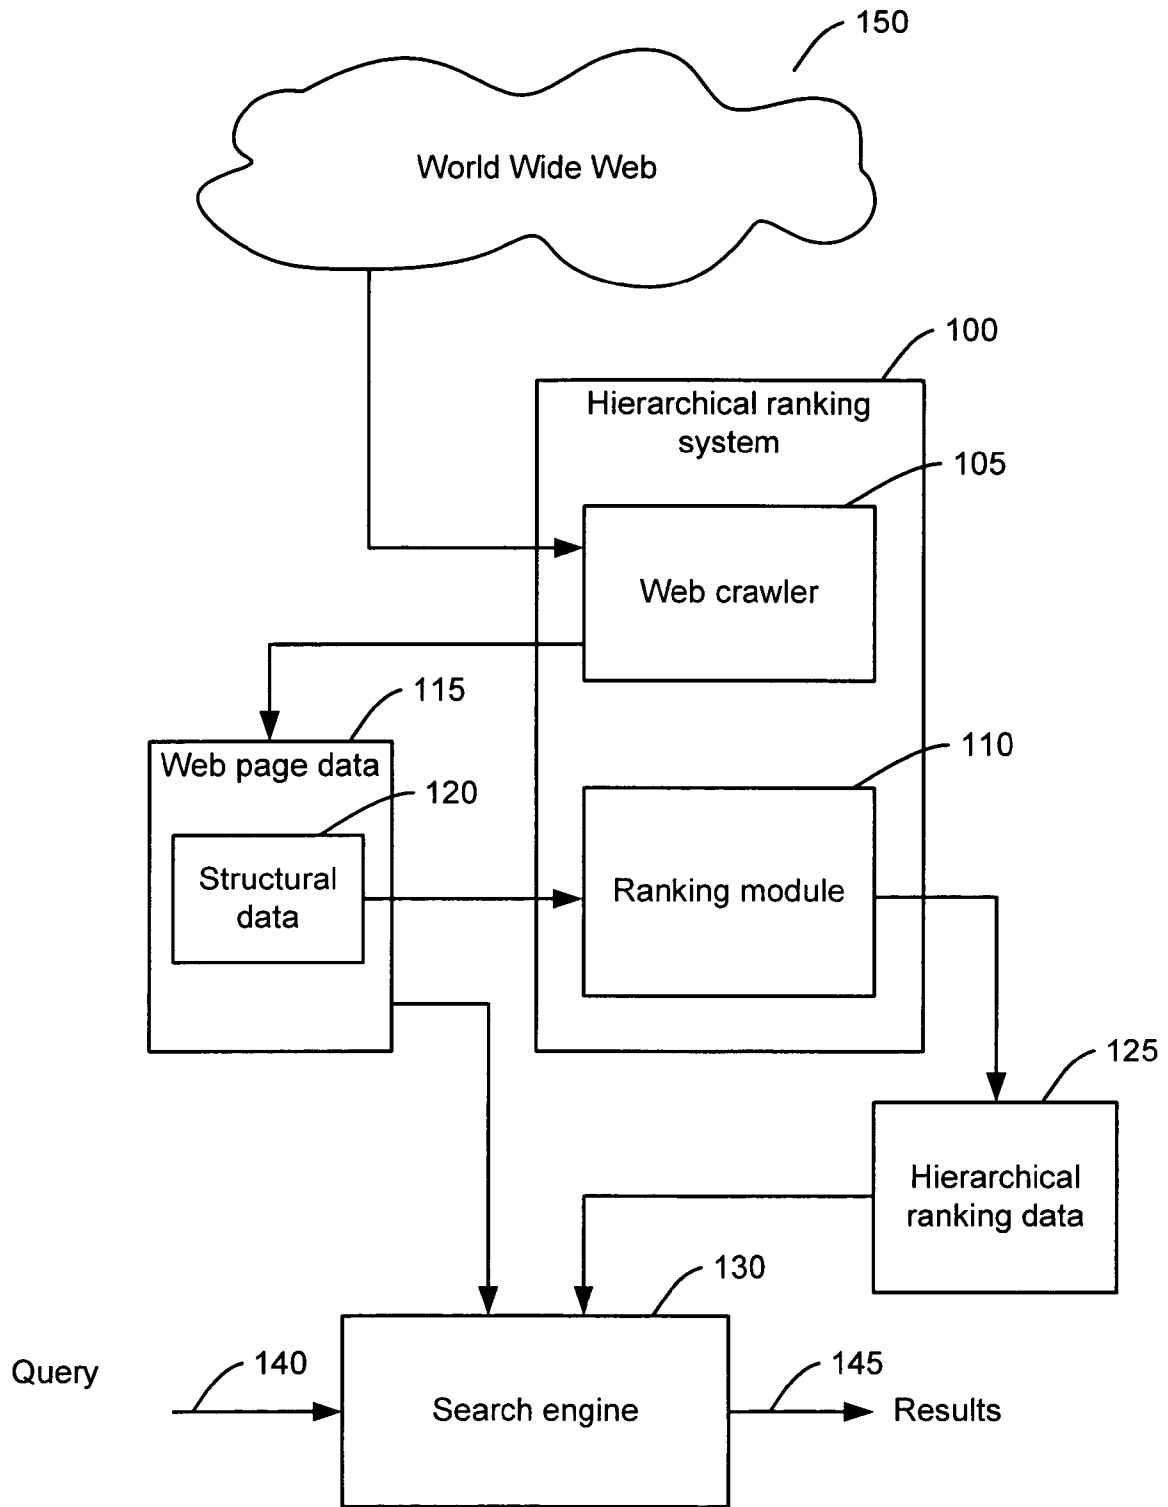 150
World Wide Web
100
Hierarchical ranking
system
105
Web crawler
115
Web page data
110
120
Structural
data
Ranking module
125
Hierarchical
ranking data
130
Query
140
145
Search engine
Results